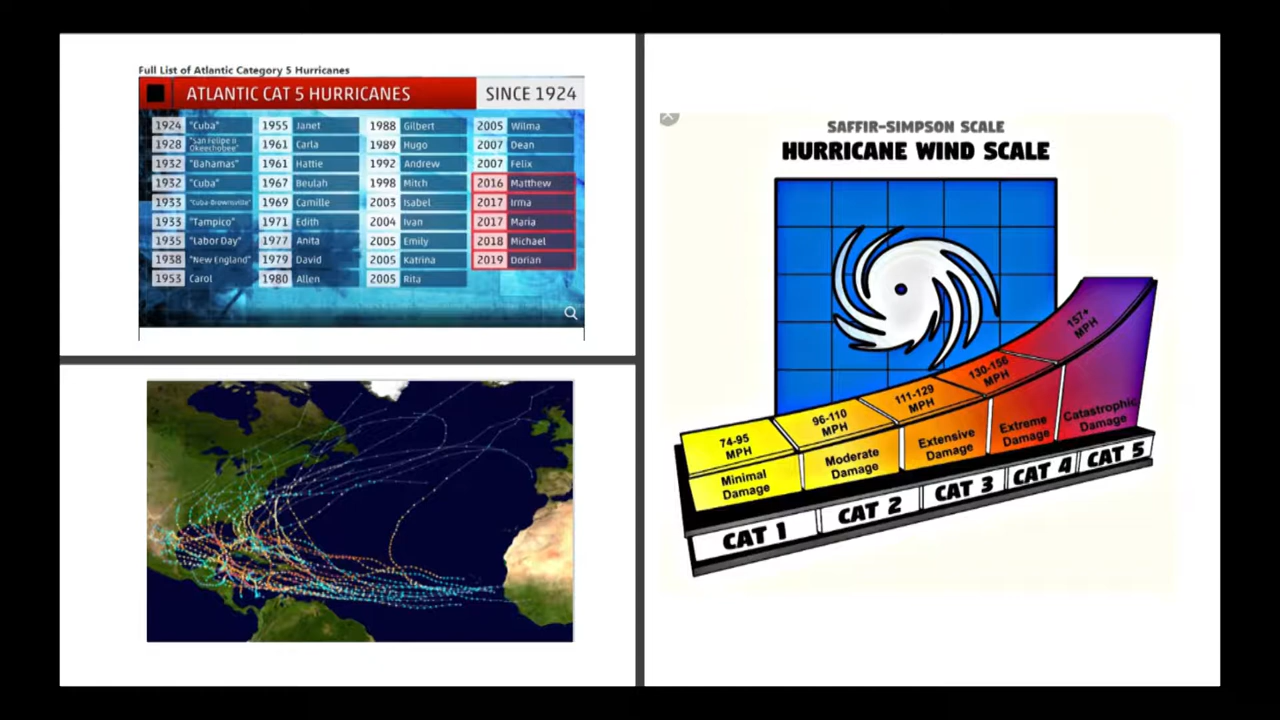 Full List of Atlantic Category 5 Hurricanes
ATLANTIC CAT 5 HURRICANES SINCE 1924
1924 "Cuba"
1928 "San Felipe II Okeechobee"
1932 "Bahamas"
1932 "Cuba"
1933 "Cuba-Brownsville"
1933 "Tampico"
1935 "Labor Day"
1938 "New England"
1953 Carol
1955 Janet
1961 Carla
1961 Hattie
1967 Beulah
1969 Camille
1971 Edith
1977 Anita
1979 David
1980 Allen
1988 Gilbert
1989 Hugo
1992 Andrew
1998 Mitch
2003 Isabel
2004 Ivan
2005 Emily
2005 Katrina
2005 Rita
2005 Wilma
2007 Dean
2007 Felix
2016 Matthew
2017 Irma
2017 Maria
2018 Michael
2019 Dorian
SAFFIR-SIMPSON SCALE
HURRICANE WIND SCALE
74-95
MPH
96-110
MPH
111-129
MPH
130-156
MPH
157+
MPH
Minimal
Damage
Moderate
Damage
Extensive
Damage
Extreme
Damage
Catastrophic
Damage
CAT 1
CAT 2
CAT 3
CAT 4
CAT 5